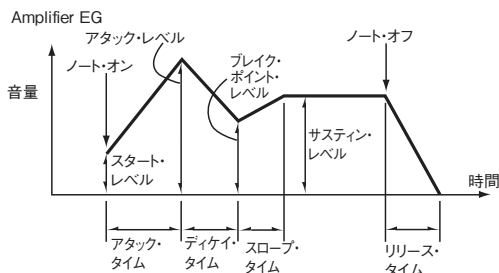 Amplifier EG
アタック・レベル
ノート・オン
ブレイク・
ポイント・
レベル
ノート・オフ
音量
スタート・
レベル
サスティン・
レベル
時間
アタック・
タイム
ディケイ・
タイム
スロープ・
タイム
リリース・
タイム